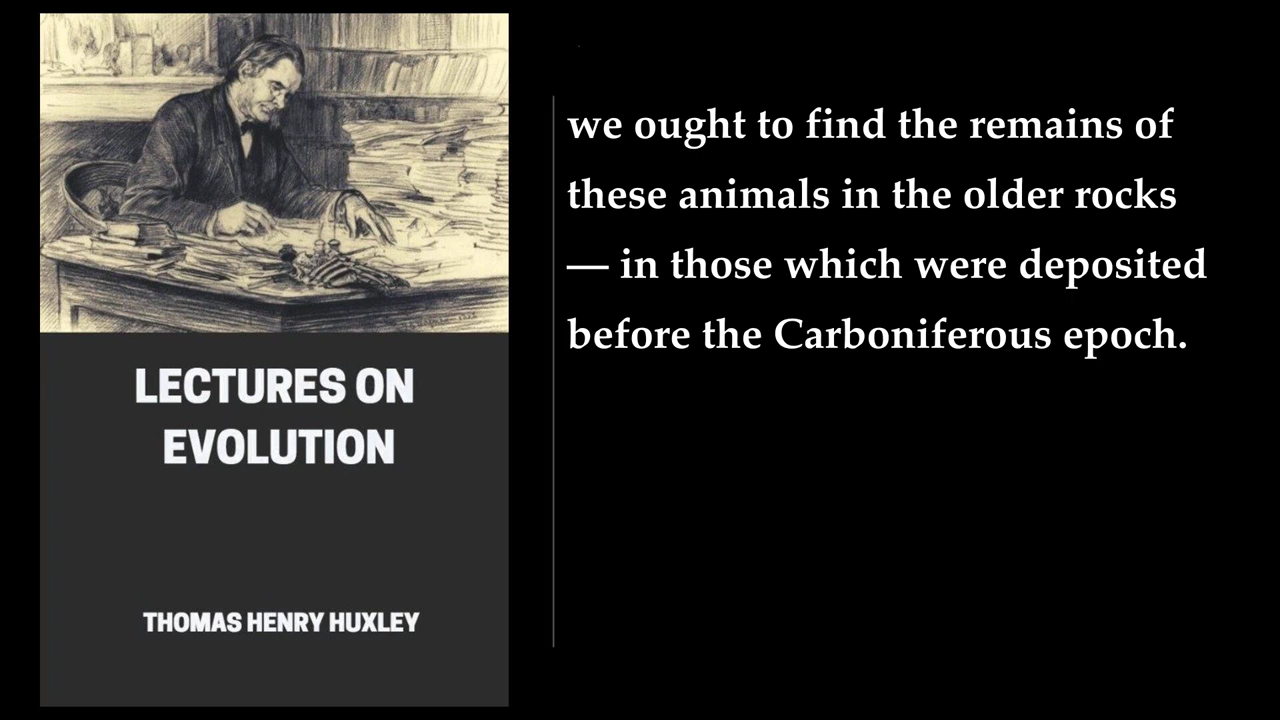 LECTURES ON
EVOLUTION
THOMAS HENRY HUXLEY
we ought to find the remains of
these animals in the older rocks
— in those which were deposited
before the Carboniferous epoch.